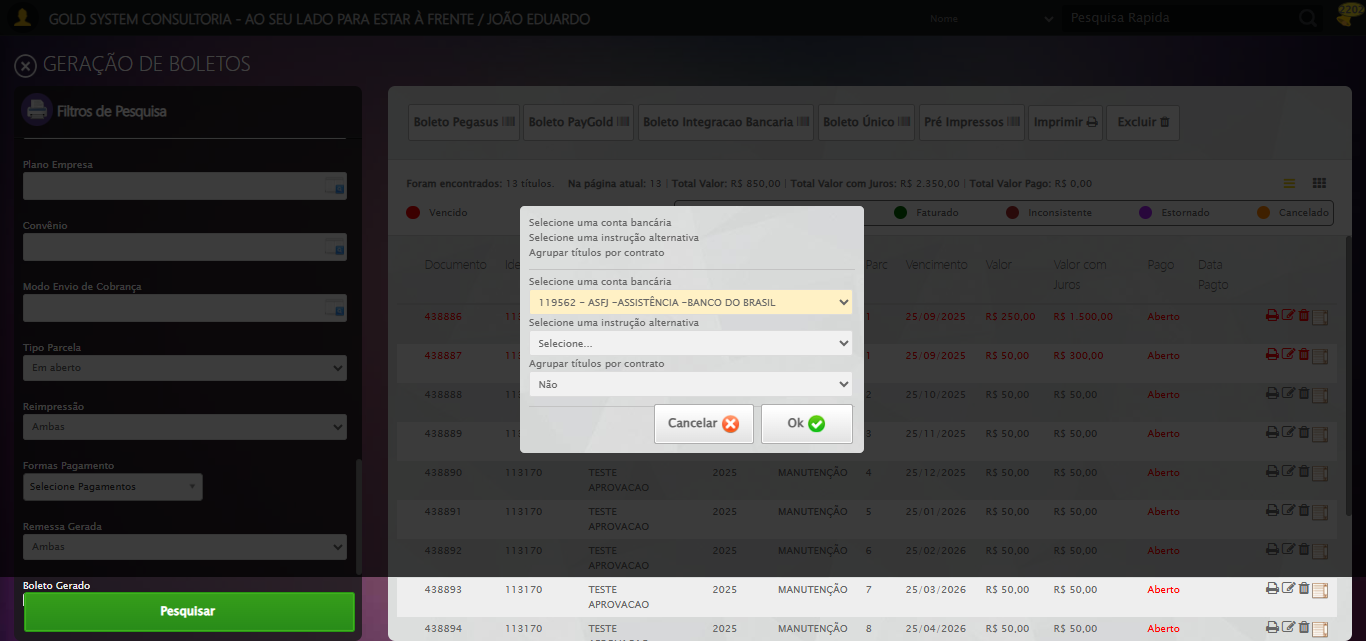 GOLD SYSTEM CONSULTORIA - AO SEU LADO PARA ESTAR À FRENTE / JOÃO EDUARDO
Nome
Pesquisa Rapida
GERAÇÃO DE BOLETOS
Filtros de Pesquisa
Plano Empresa
Convênio
Modo Envio de Cobrança
Tipo Parcela
Em aberto
Reimpressão
Ambas
Formas Pagamento
Selecione Pagamentos
Remessa Gerada
Ambas
Boleto Gerado
Pesquisar
Boleto Pegasus
Boleto PayGold
Boleto Integracao Bancaria
Boleto Único
Pré Impressos
Imprimir
Excluir
Foram encontrados: 13 títulos. Na página atual: 13 | Total Valor: R$ 850,00 | Total Valor com Juros: R$ 2.350,00 | Total Valor Pago: R$ 0,00
Vencido
Faturado
Inconsistente
Estornado
Cancelado
Selecione uma conta bancária
Selecione uma instrução alternativa
Agrupar títulos por contrato
Selecione uma conta bancária
119562 - ASFJ -ASSISTÊNCIA -BANCO DO BRASIL
Selecione uma instrução alternativa
Selecione...
Agrupar títulos por contrato
Não
Cancelar
Ok
Documento Ide Parc Vencimento Valor Valor com Juros Pago Data Pagto
438886 1 25/09/2025 R$ 250,00 R$ 1.500,00 Aberto
438887 1 25/09/2025 R$ 50,00 R$ 300,00 Aberto
438888 2 25/10/2025 R$ 50,00 R$ 50,00 Aberto
438889 3 25/11/2025 R$ 50,00 R$ 50,00 Aberto
438890 113170 TESTE APROVACAO 2025 MANUTENÇÃO 4 25/12/2025 R$ 50,00 R$ 50,00 Aberto
438891 113170 TESTE APROVACAO 2025 MANUTENÇÃO 5 25/01/2026 R$ 50,00 R$ 50,00 Aberto
438892 113170 TESTE APROVACAO 2025 MANUTENÇÃO 6 25/02/2026 R$ 50,00 R$ 50,00 Aberto
438893 113170 TESTE APROVACAO 2025 MANUTENÇÃO 7 25/03/2026 R$ 50,00 R$ 50,00 Aberto
438894 113170 TESTE 2025 MANUTENÇÃO 8 25/04/2026 R$ 50,00 R$ 50,00 Aberto